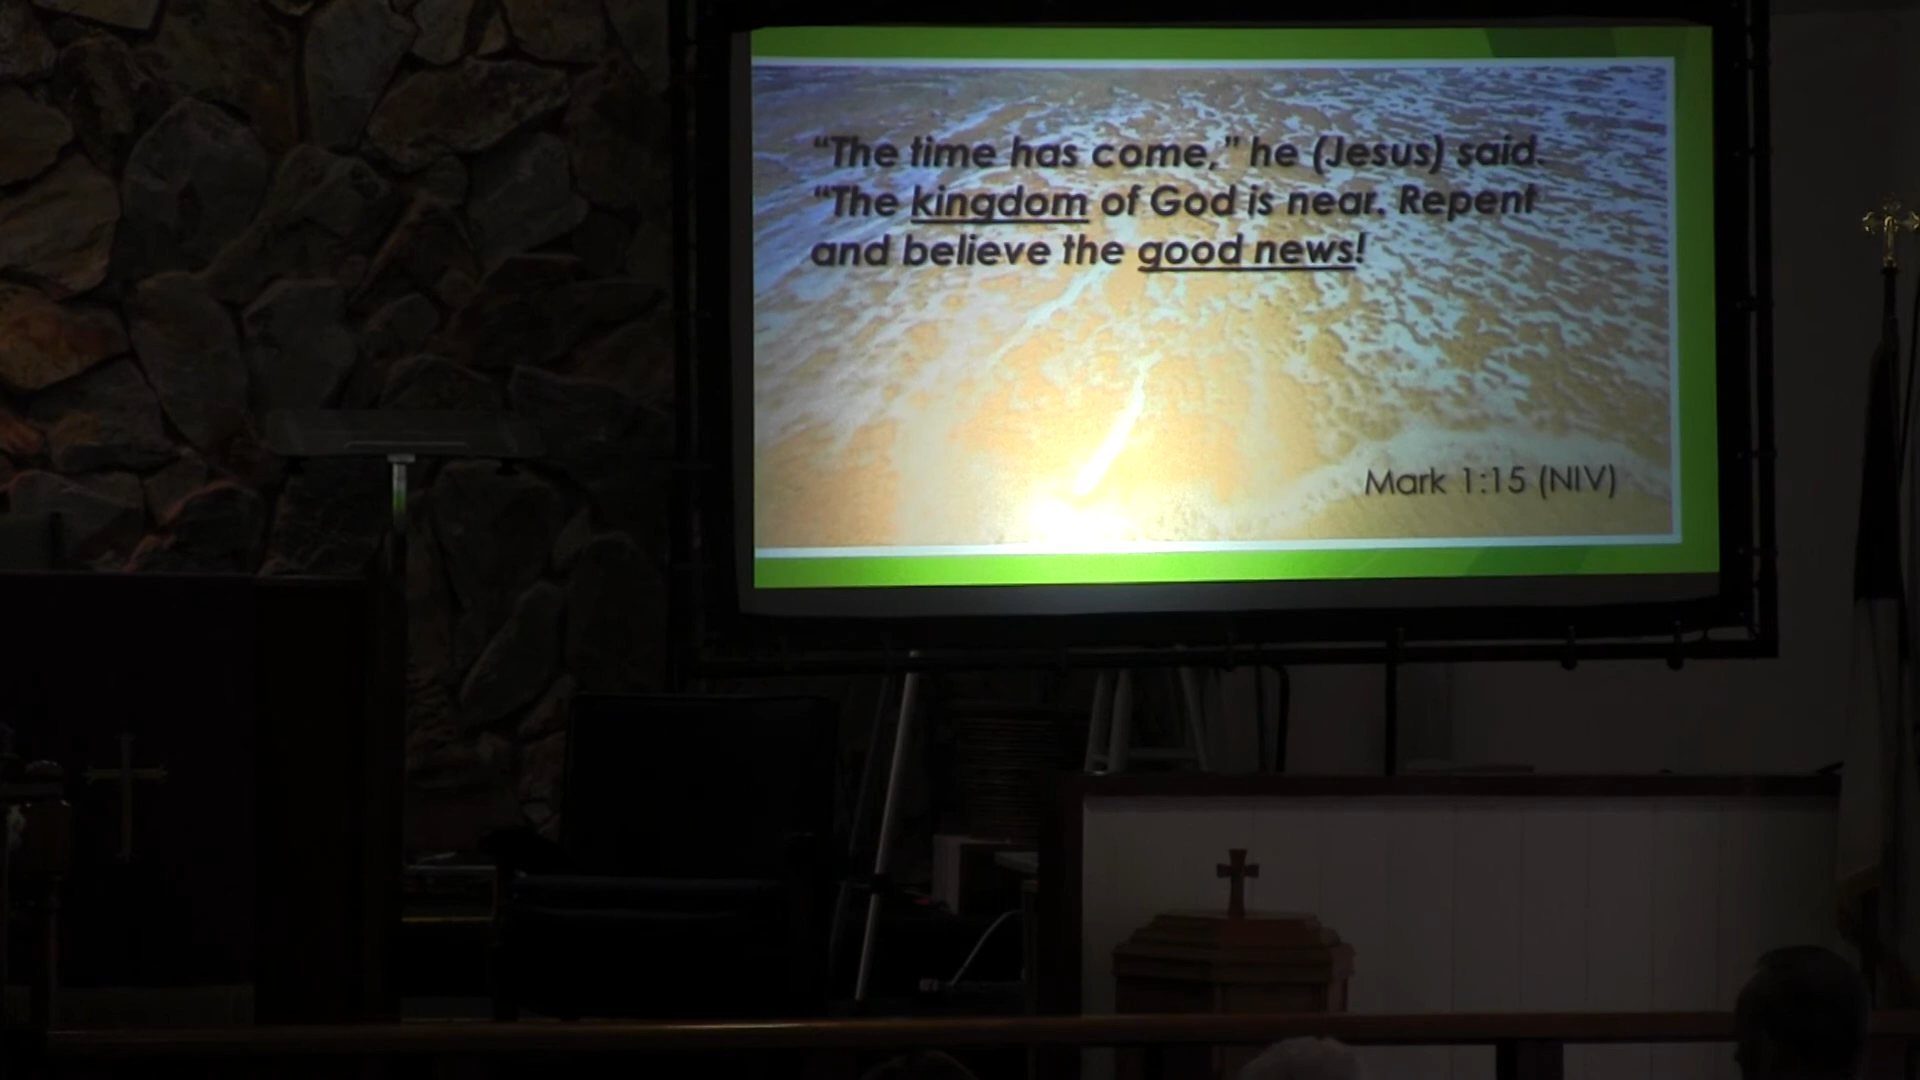 “The time has come,” he (Jesus) said.
“The kingdom of God is near. Repent
and believe the good news!
Mark 1:15 (NIV)